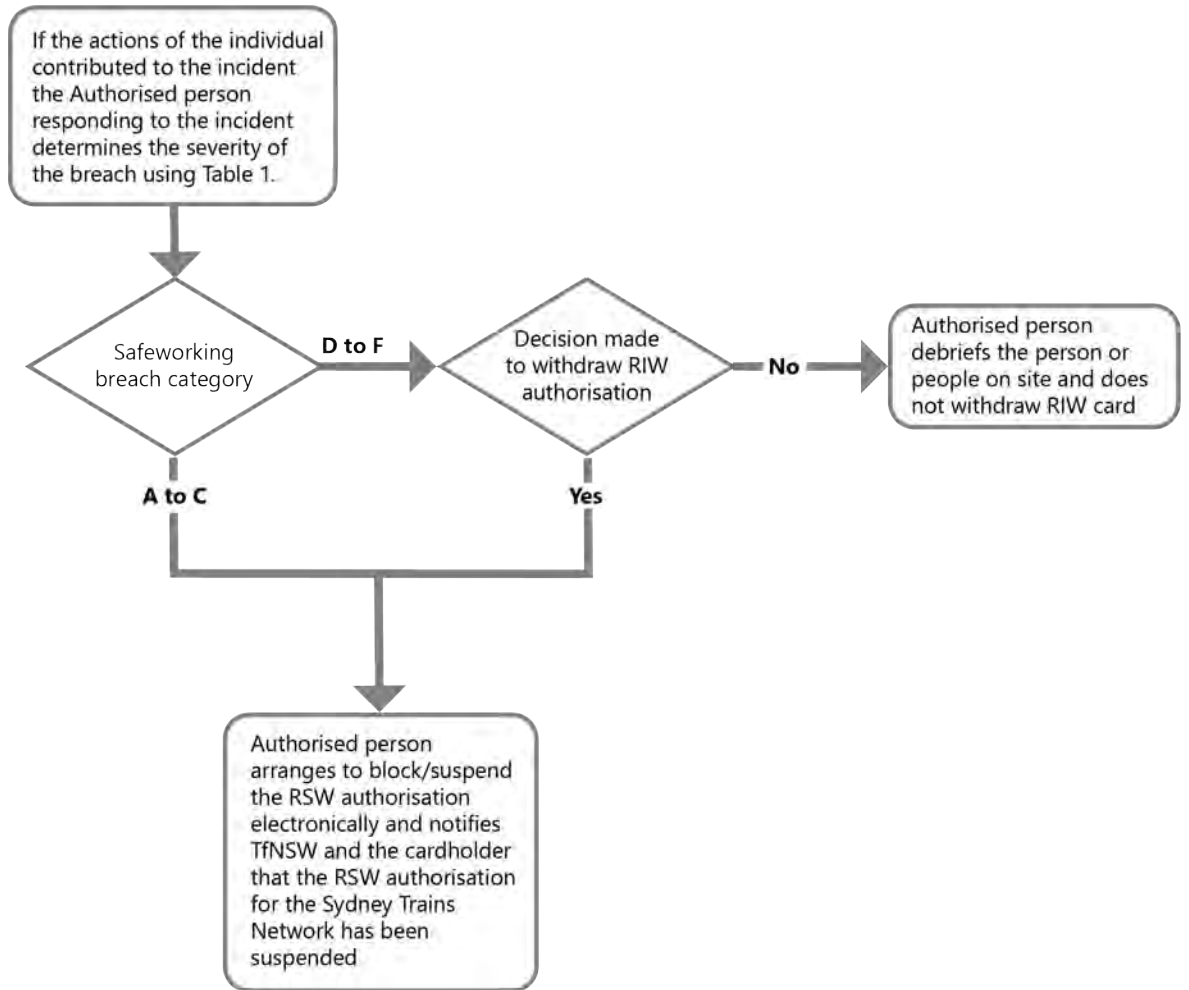 If the actions of the individual
contributed to the incident
the Authorised person
responding to the incident
determines the severity of
the breach using Table 1.
Safeworking
breach category
D to F
Decision made
to withdraw RIW
authorisation
No
Authorised person
debriefs the person or
people on site and does
not withdraw RIW card
A to C
Yes
Authorised person
arranges to block/suspend
the RSW authorisation
electronically and notifies
TfNSW and the cardholder
that the RSW authorisation
for the Sydney Trains
Network has been
suspended